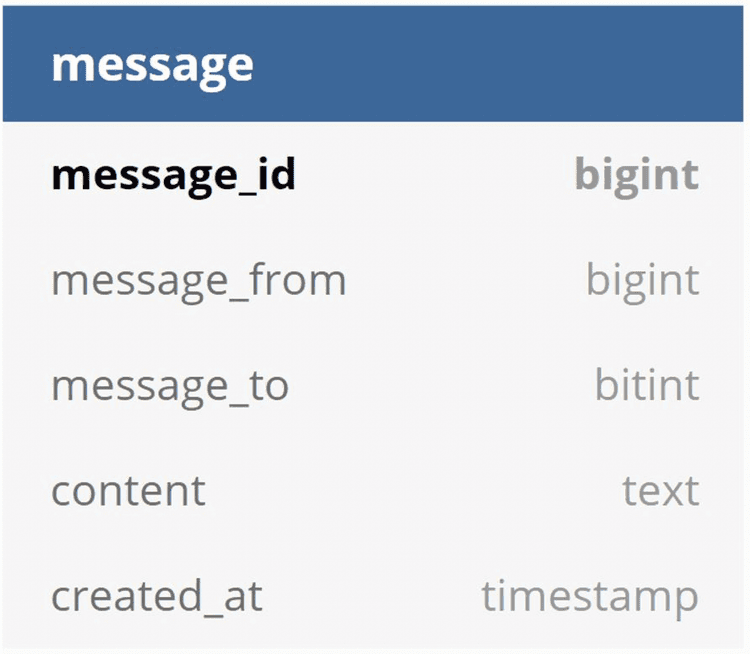 message
message_id bigint
message_from bigint
message_to bitint
content text
created_at timestamp